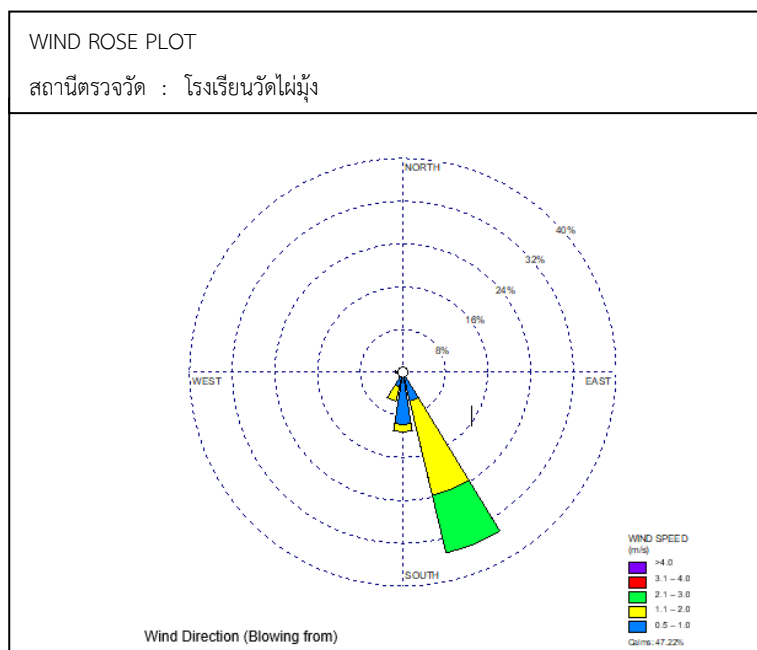 WIND ROSE PLOT
สถานีตรวจวัด : โรงเรียนวัดไผ่มุ้ง
NORTH
40%
32%
24%
16%
8%
WEST
EAST
SOUTH
WIND SPEED
(m/s)
>4.0
3.1 – 4.0
2.1 – 3.0
1.1 – 2.0
0.5 – 1.0
Calms: 47.22%
Wind Direction (Blowing from)